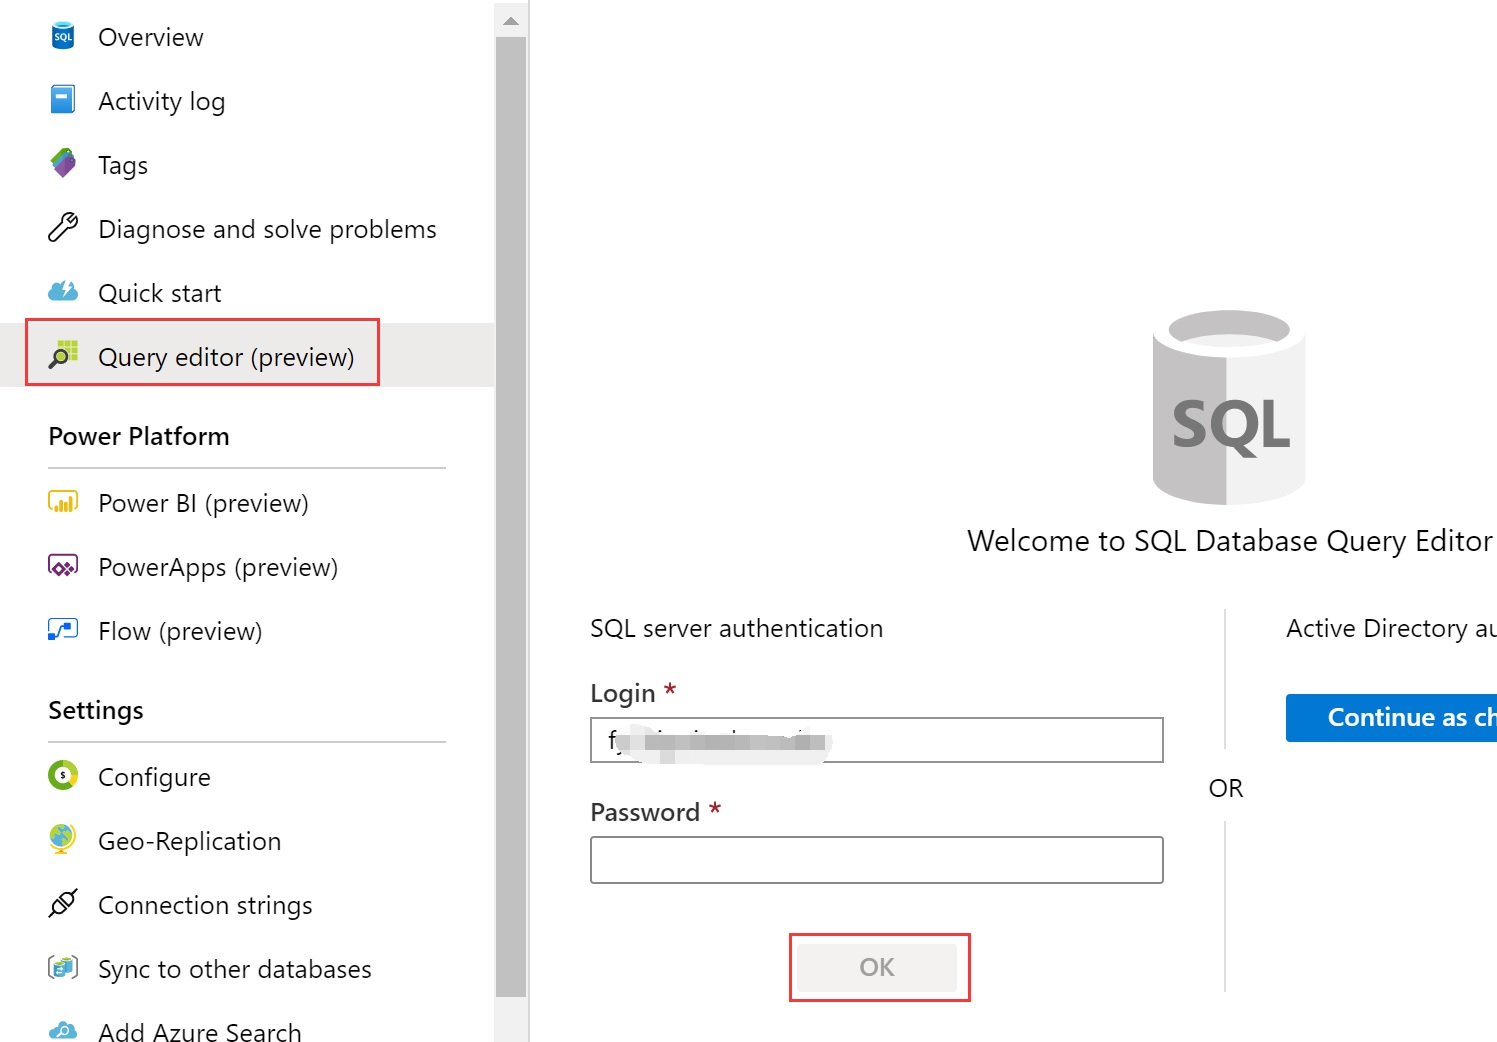 SQL
Overview
Activity log
Tags
Diagnose and solve problems
Quick start
Query editor (preview)
Power Platform
Power BI (preview)
PowerApps (preview)
Flow (preview)
Settings
$
Configure
Geo-Replication
Connection strings
Sync to other databases
Add Azure Search
SQL
Welcome to SQL Database Query Editor
SQL server authentication
Login *
Password *
OK
OR
Active Directory au
Continue as ch